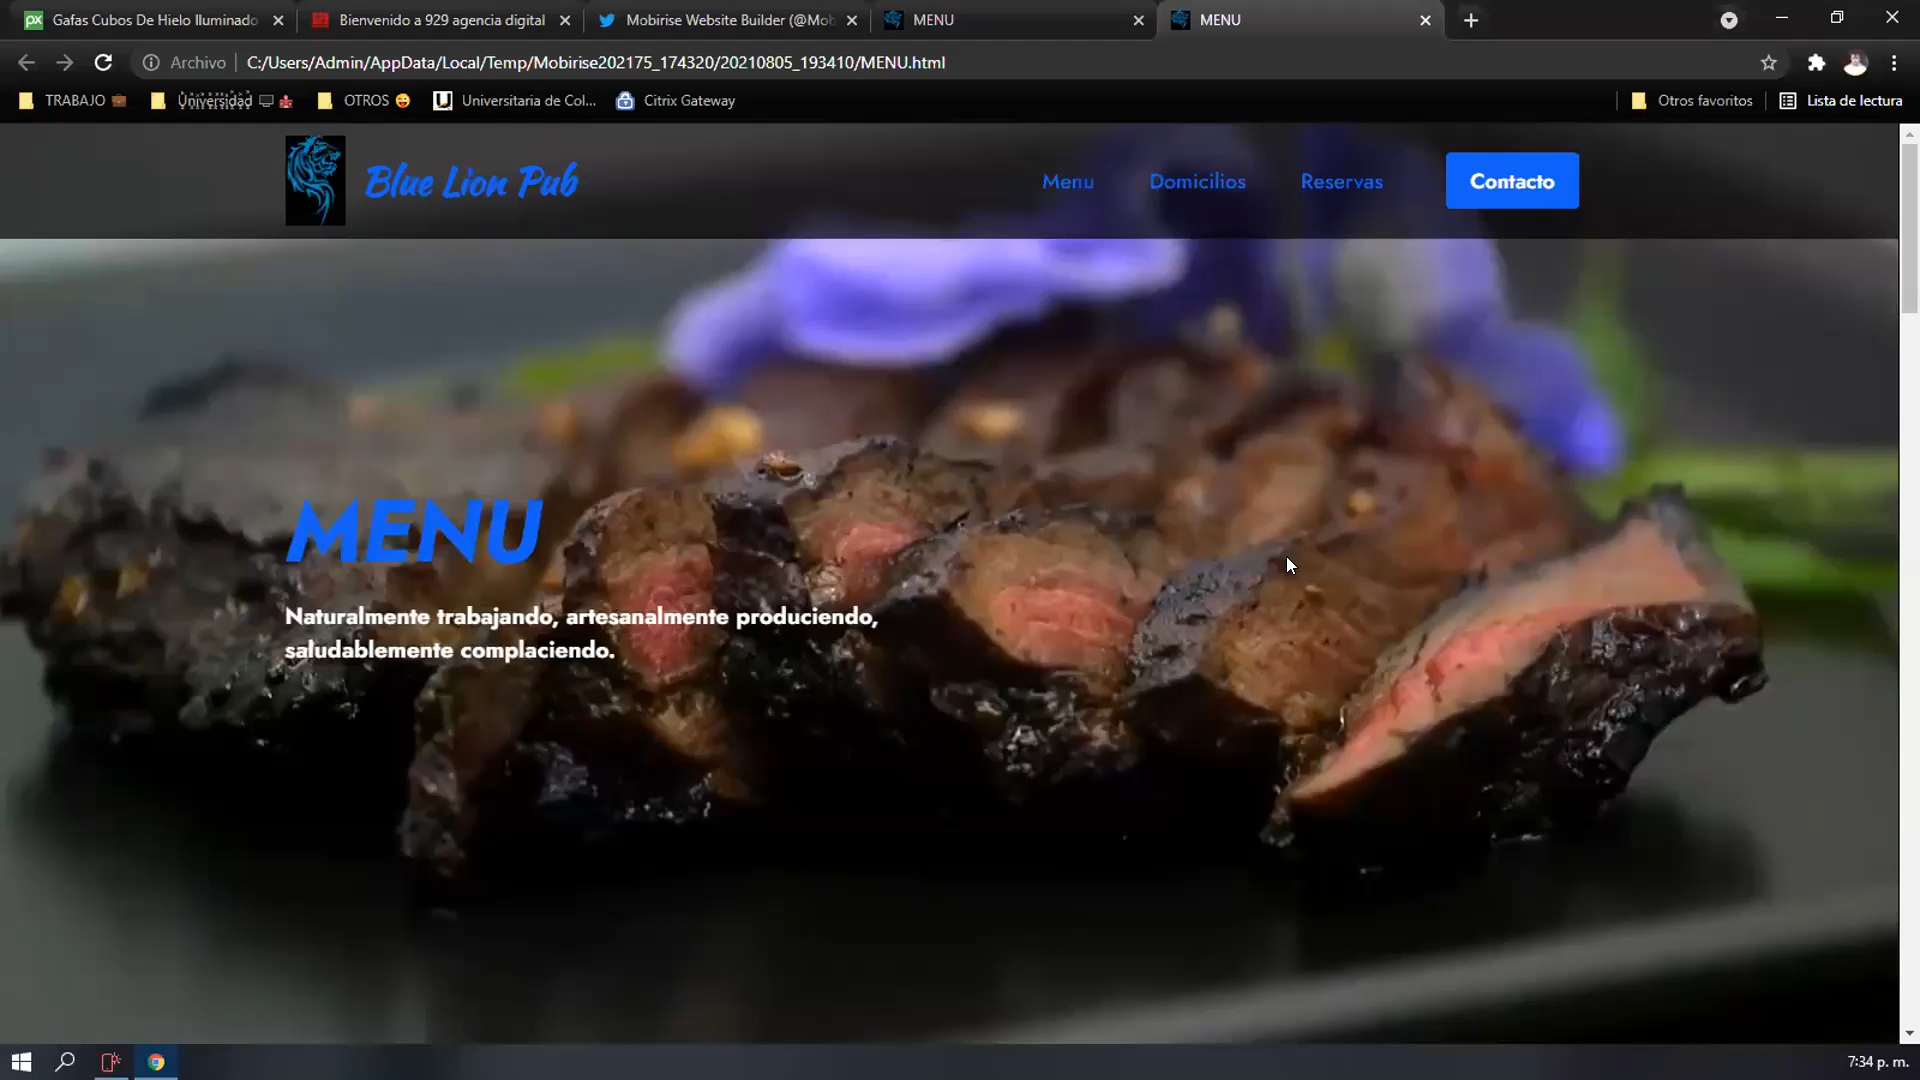 Gafas Cubos De Hielo Iluminado
Bienvenido a 929 agencia digital
Mobirise Website Builder (@Mob
MENU
MENU
Archivo
C:/Users/Admin/AppData/Local/Temp/Mobirise202175_174320/20210805_193410/MENU.html
TRABAJO 💼
Universidad
OTROS 😜
Universitaria de Col...
Citrix Gateway
Otros favoritos
Lista de lectura
Blue Lion Pub
Menu
Domicilios
Reservas
Contacto
MENU
Naturalmente trabajando, artesanalmente produciendo,
saludablemente complaciendo.
7:34 p. m.